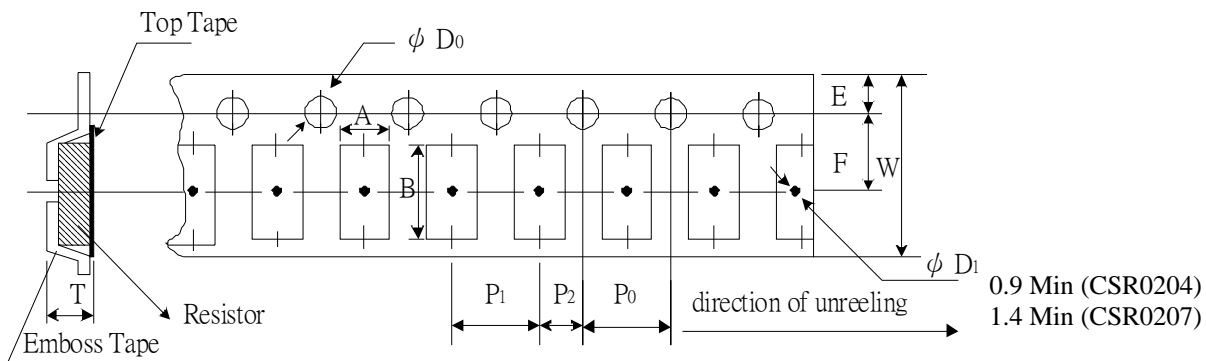 Top Tape
ϕ D0
A
E
B
F
W
T
P1
P2
P0
direction of unreeling
ϕ D1
0.9 Min (CSR0204)
1.4 Min (CSR0207)
Resistor
Emboss Tape